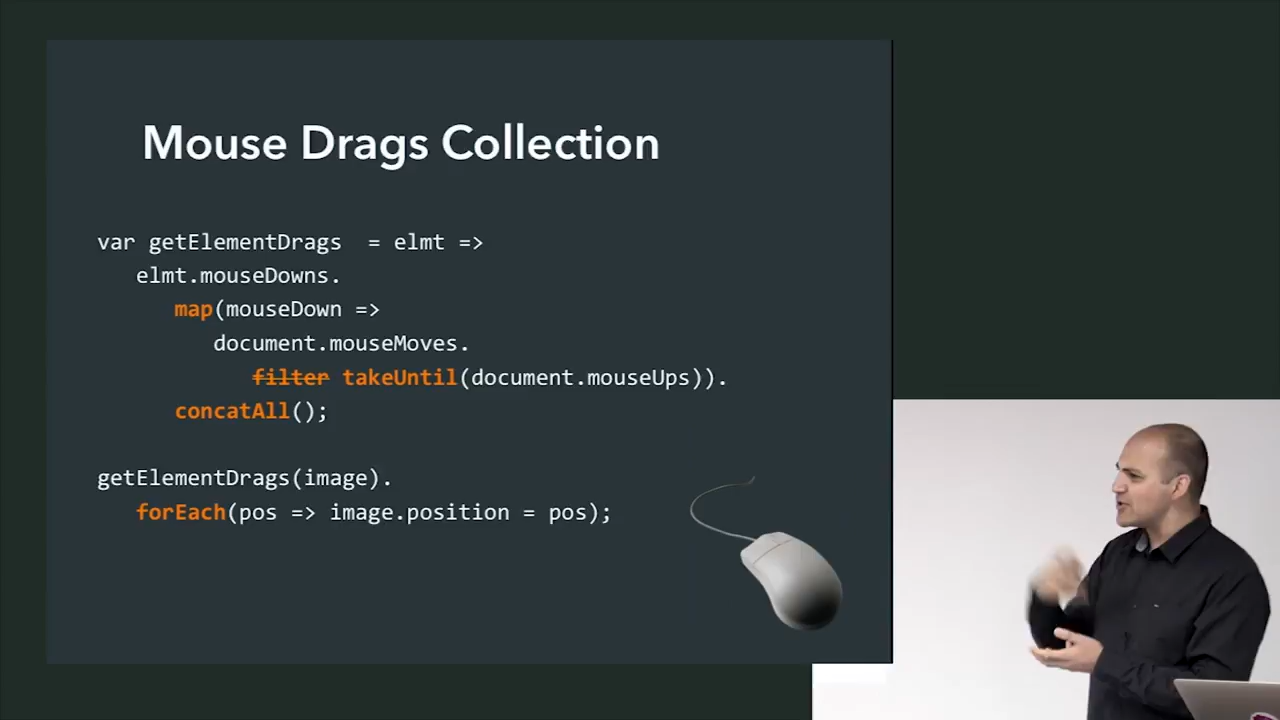 Mouse Drags Collection
var getElementDrags = elmt =>
elmt.mouseDowns.
map(mouseDown =>
document.mouseMoves.
filter takeUntil(document.mouseUps)).
concatAll();
getElementDrags(image).
forEach(pos => image.position = pos);